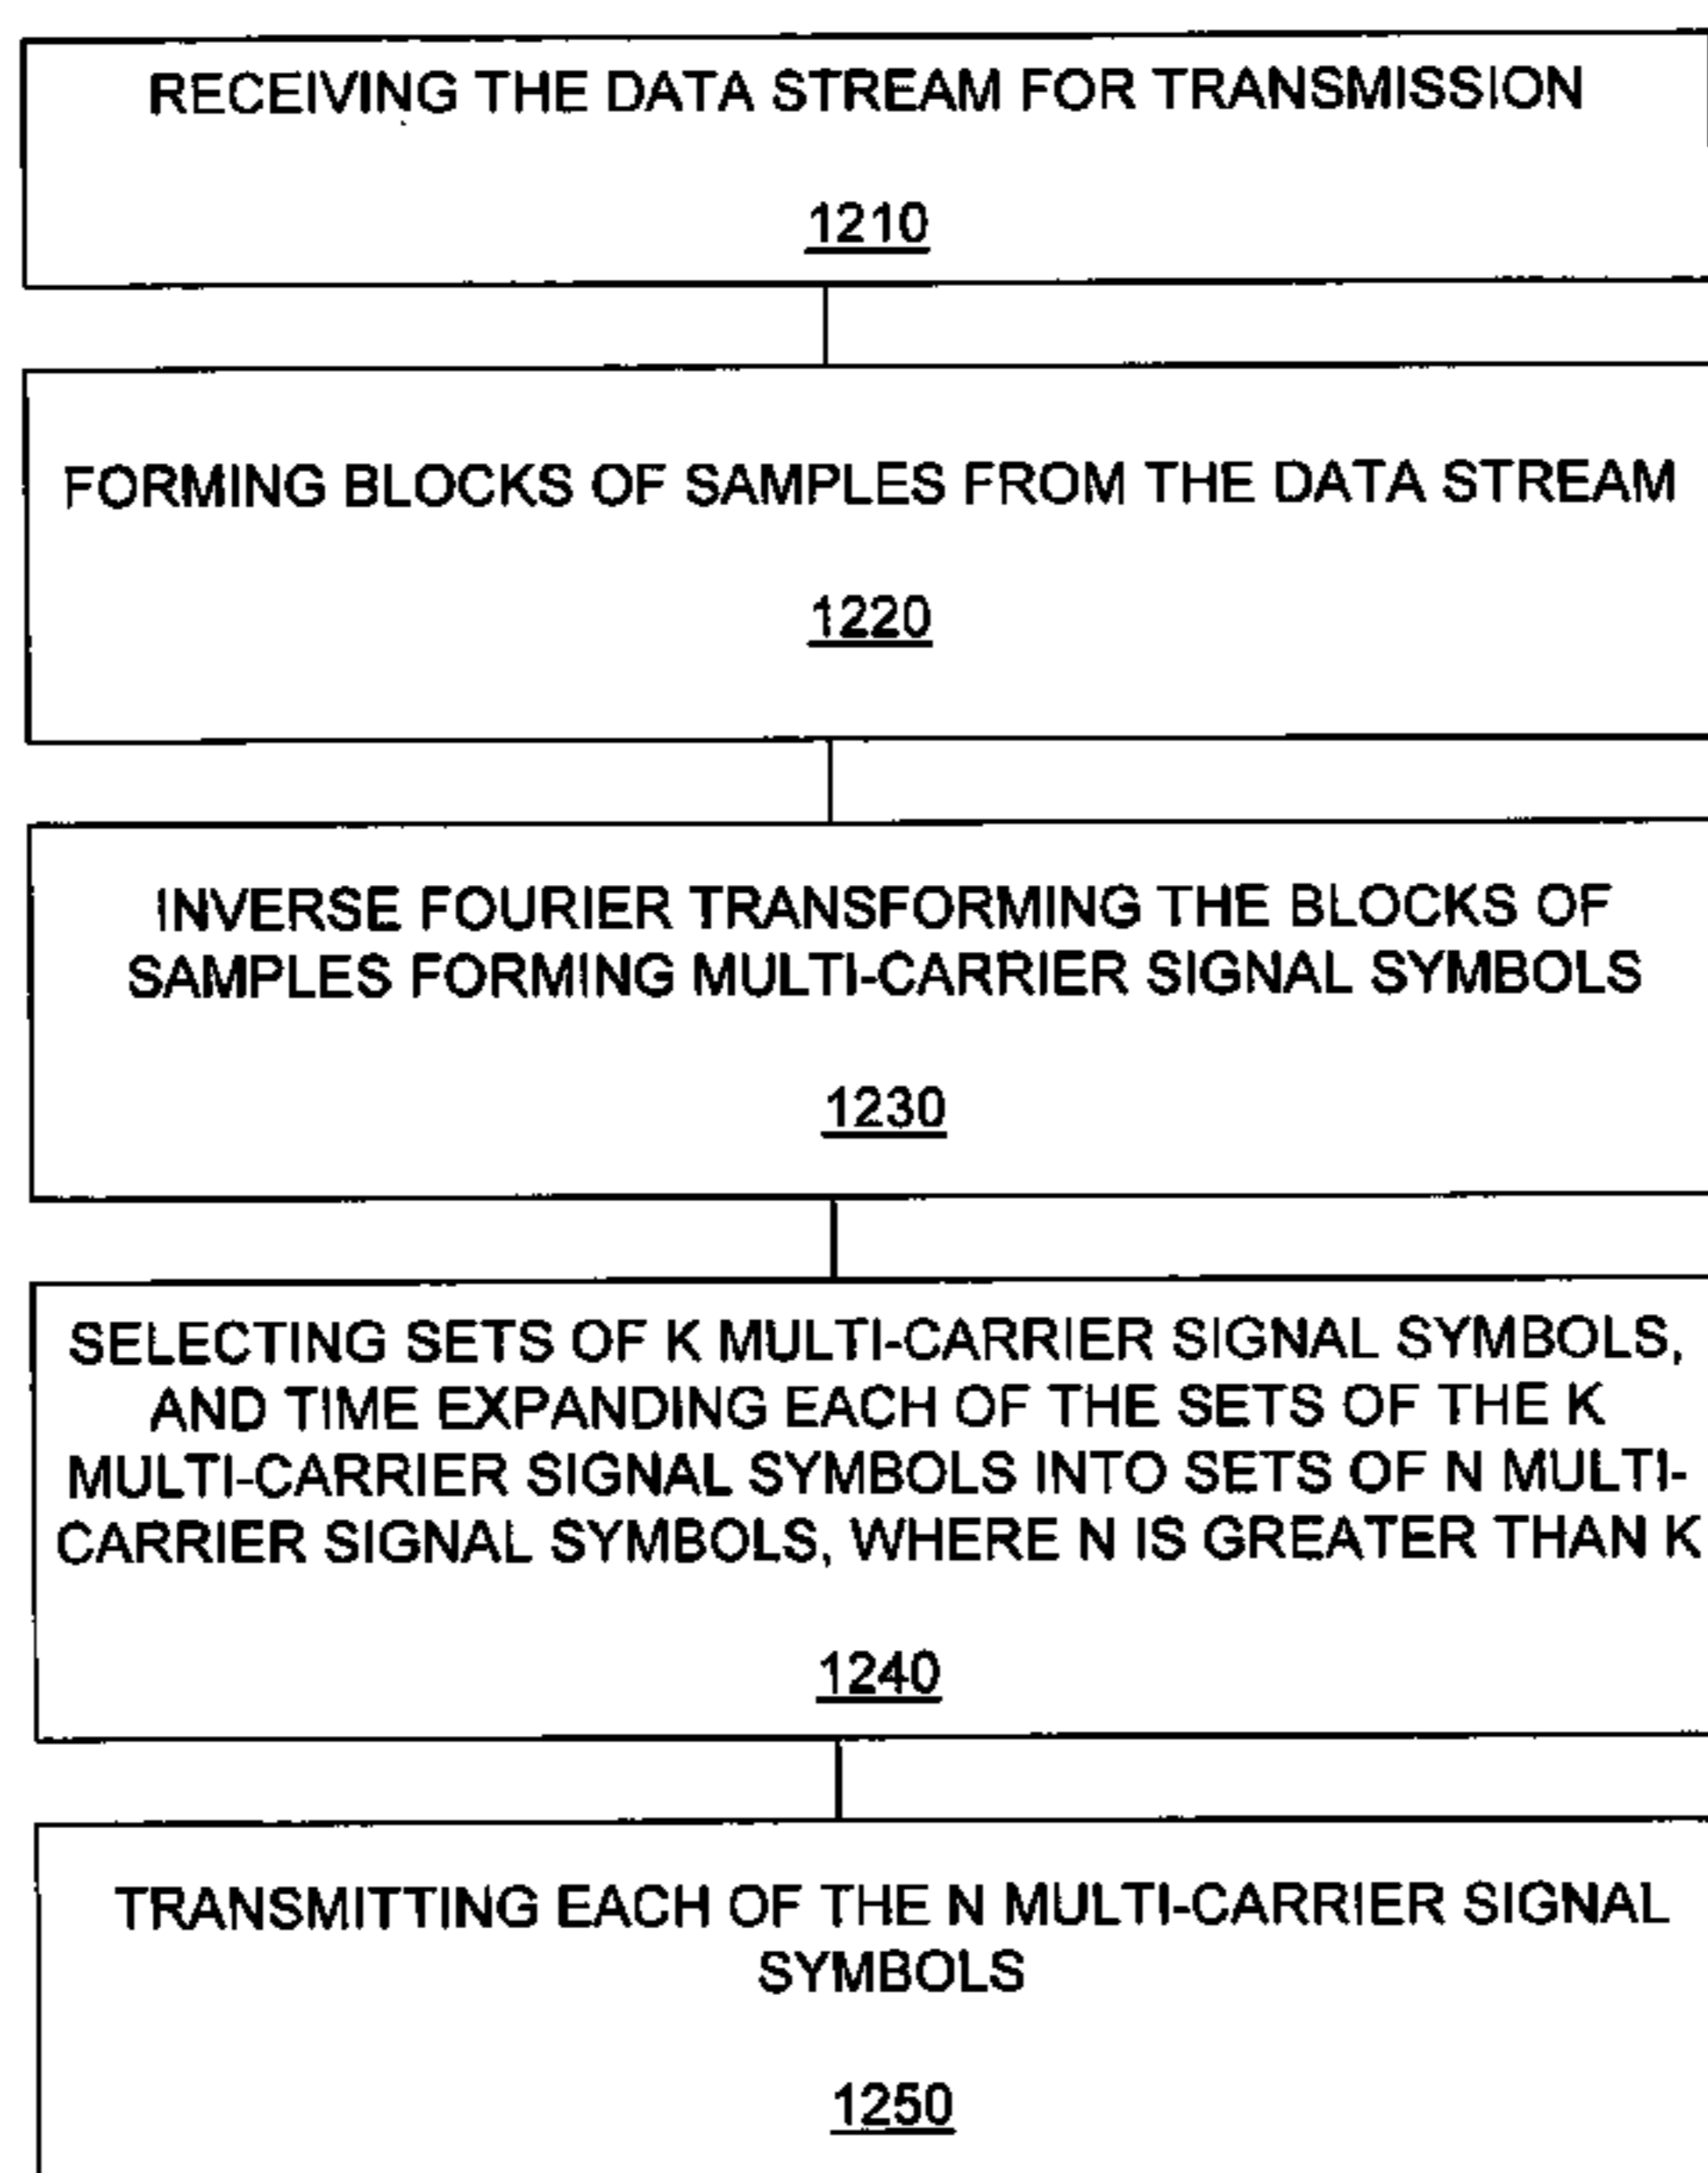 RECEIVING THE DATA STREAM FOR TRANSMISSION
1210
FORMING BLOCKS OF SAMPLES FROM THE DATA STREAM
1220
INVERSE FOURIER TRANSFORMING THE BLOCKS OF
SAMPLES FORMING MULTI-CARRIER SIGNAL SYMBOLS
1230
SELECTING SETS OF K MULTI-CARRIER SIGNAL SYMBOLS,
AND TIME EXPANDING EACH OF THE SETS OF THE K
MULTI-CARRIER SIGNAL SYMBOLS INTO SETS OF N MULTI-
CARRIER SIGNAL SYMBOLS, WHERE N IS GREATER THAN K
1240
TRANSMITTING EACH OF THE N MULTI-CARRIER SIGNAL
SYMBOLS
1250